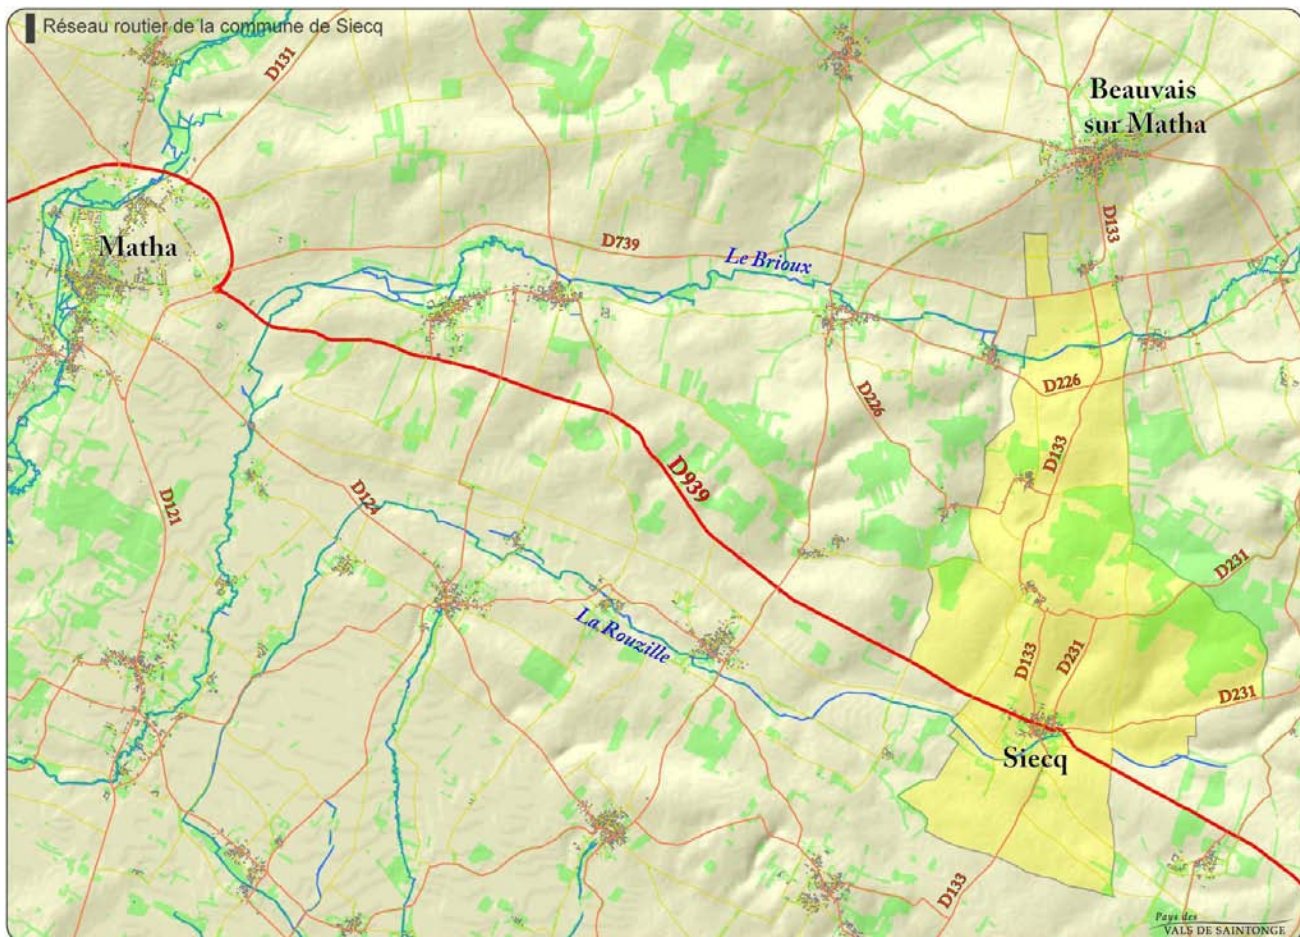 Réseau routier de la commune de Siecq
D131
Beauvais
sur Matha
D133
Matha
D739
Le Brioux
D226
D226
D133
D939
D124
D121
D231
La Rouzille
D133
D231
D231
Siecq
D133
Pays des
VALS DE SAINTONGE